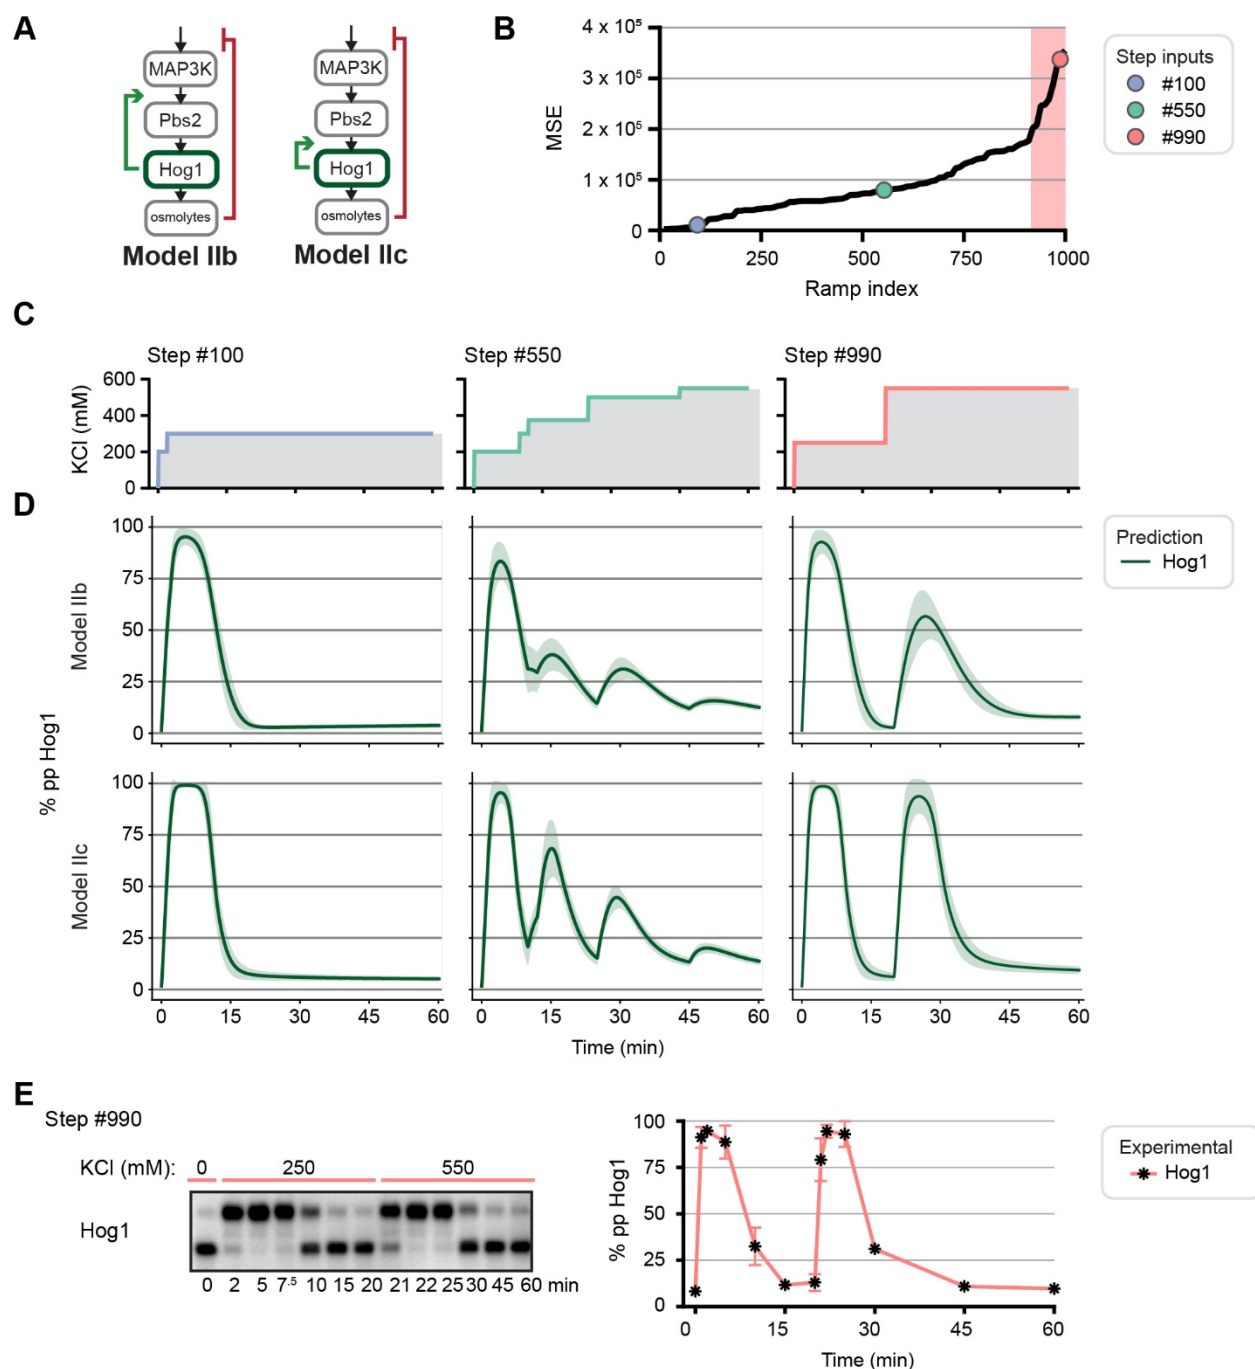 A
MAP3K
Pbs2
Hog1
osmolytes
Model IIb
MAP3K
Pbs2
Hog1
osmolytes
Model IIc
B
MSE
4 x 10⁵
3 x 10⁵
2 x 10⁵
1 x 10⁵
0
0 250 500 750 1000
Ramp index
Step inputs
#100
#550
#990
C
Step #100
Step #550
Step #990
KCl (mM)
600
400
200
0
D
% pp Hog1
Model IIb
100
75
50
25
0
Prediction
Hog1
Model IIc
100
75
50
25
0
0 15 30 45 60
0 15 30 45 60
0 15 30 45 60
Time (min)
E
Step #990
KCl (mM): 0 250 550
Hog1
0 2 5 7.5 10 15 20 21 22 25 30 45 60 min
% pp Hog1
100
75
50
25
0
0 15 30 45 60
Time (min)
Experimental
Hog1